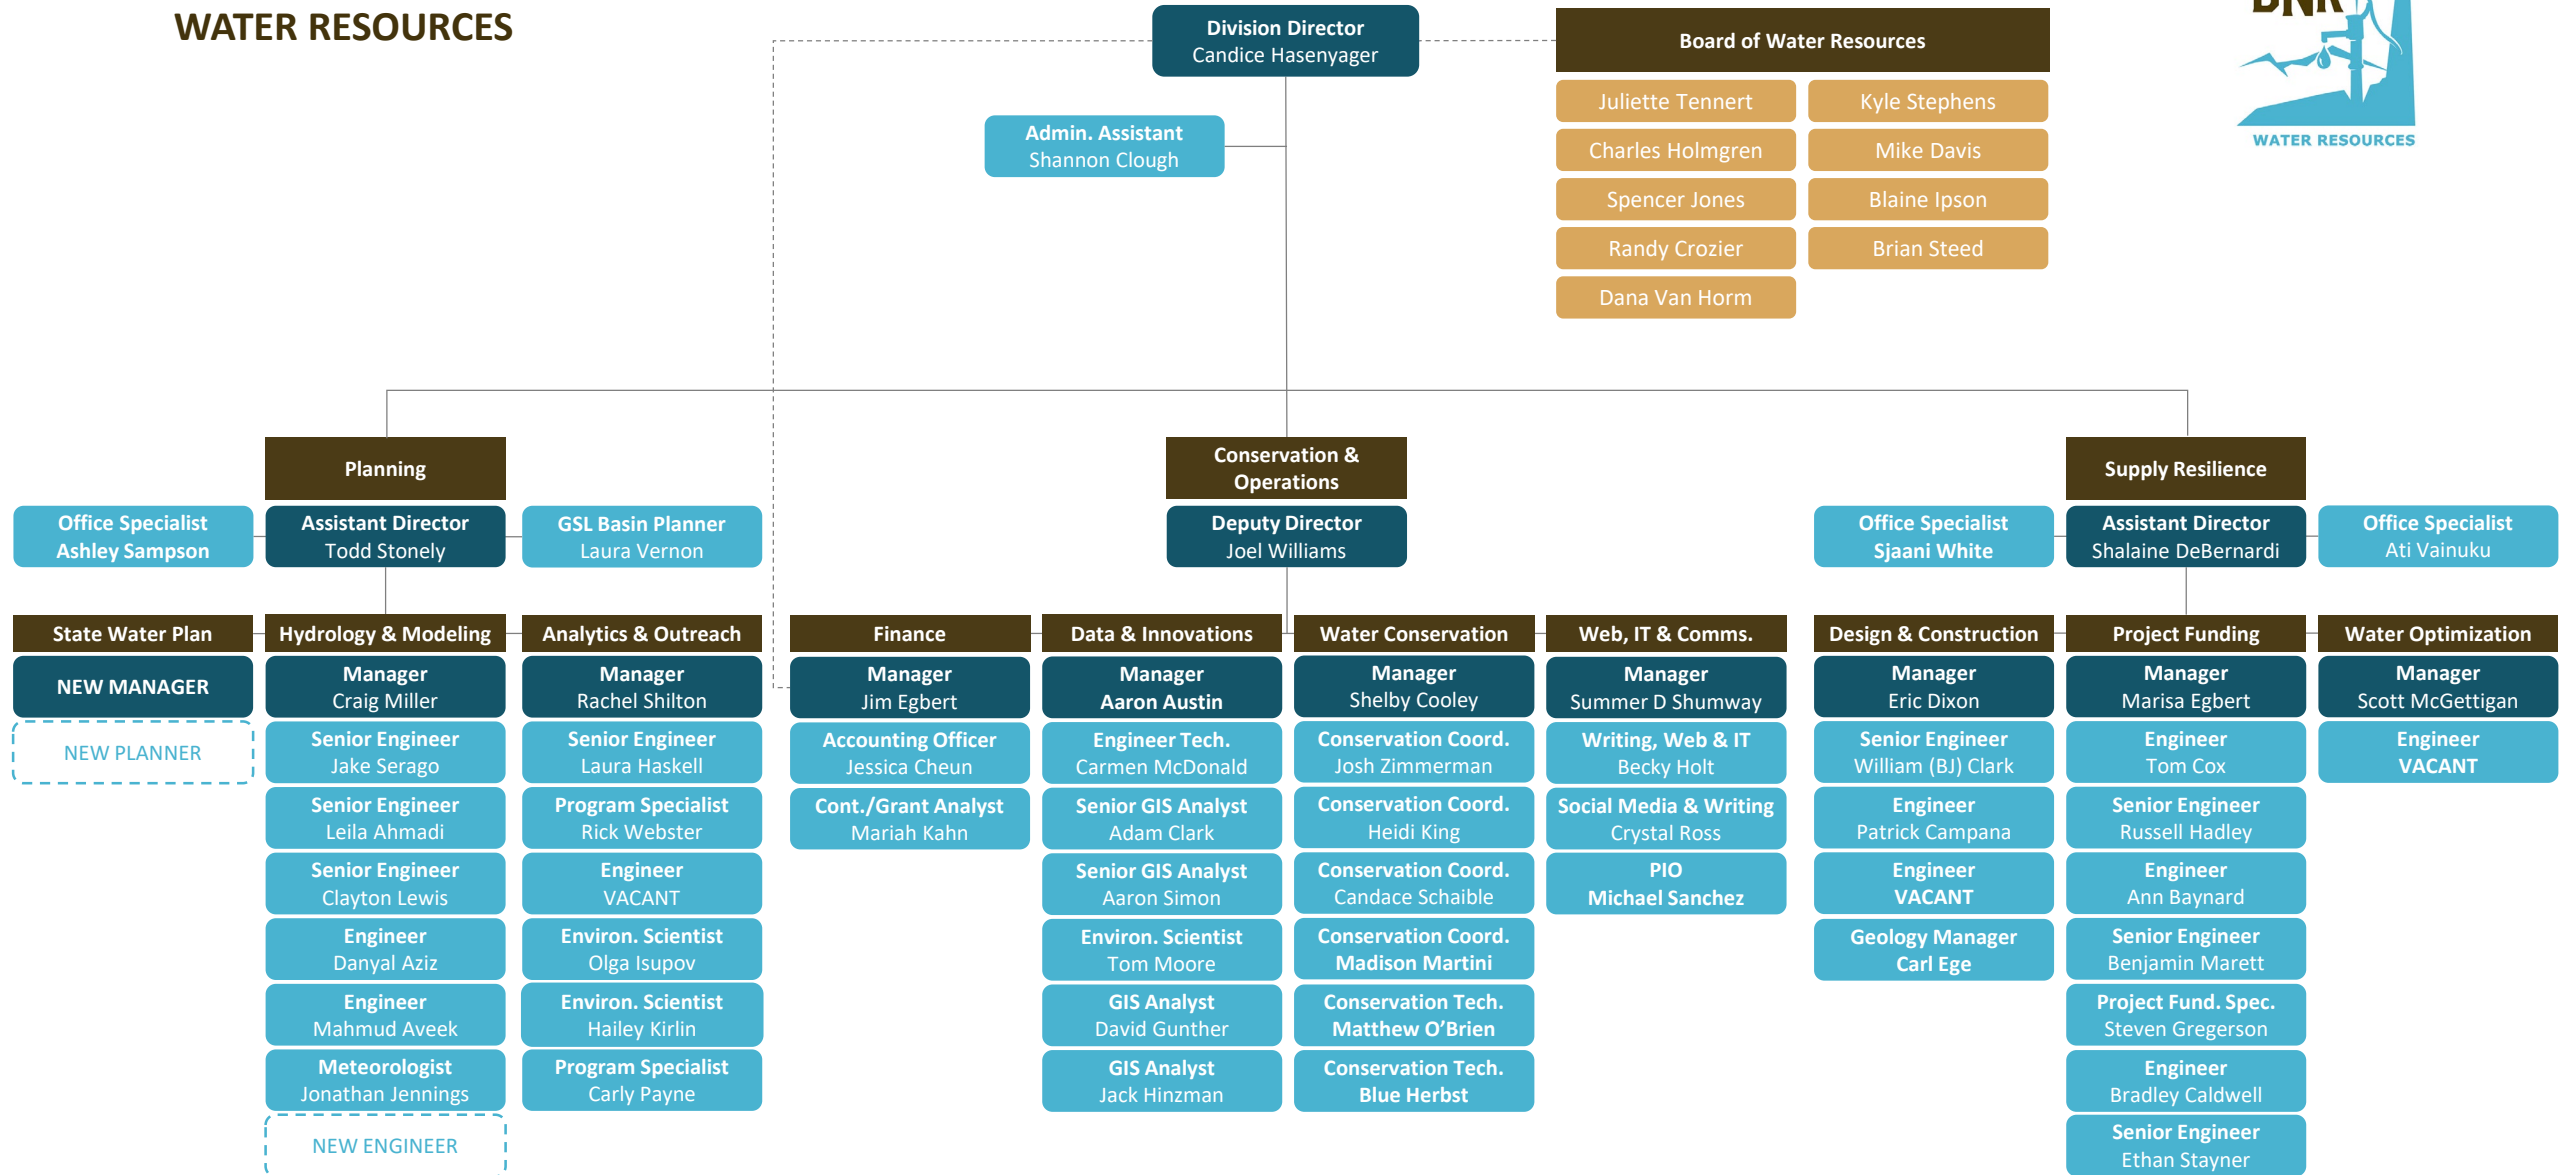 WATER RESOURCES
DNR
WATER RESOURCES
Division Director
Candice Hasenyager
Admin. Assistant
Shannon Clough
Board of Water Resources
Juliette Tennert
Kyle Stephens
Charles Holmgren
Mike Davis
Spencer Jones
Blaine Ipson
Randy Crozier
Brian Steed
Dana Van Horm
Planning
Office Specialist
Ashley Sampson
Assistant Director
Todd Stonely
GSL Basin Planner
Laura Vernon
State Water Plan
NEW MANAGER
NEW PLANNER
Hydrology & Modeling
Manager
Craig Miller
Senior Engineer
Jake Serago
Senior Engineer
Leila Ahmadi
Senior Engineer
Clayton Lewis
Engineer
Danyal Aziz
Engineer
Mahmud Aveek
Meteorologist
Jonathan Jennings
NEW ENGINEER
Analytics & Outreach
Manager
Rachel Shilton
Senior Engineer
Laura Haskell
Program Specialist
Rick Webster
Engineer
VACANT
Environ. Scientist
Olga Isupov
Environ. Scientist
Hailey Kirlin
Program Specialist
Carly Payne
Conservation &
Operations
Deputy Director
Joel Williams
Finance
Manager
Jim Egbert
Accounting Officer
Jessica Cheun
Cont./Grant Analyst
Mariah Kahn
Data & Innovations
Manager
Aaron Austin
Engineer Tech.
Carmen McDonald
Senior GIS Analyst
Adam Clark
Senior GIS Analyst
Aaron Simon
Environ. Scientist
Tom Moore
GIS Analyst
David Gunther
GIS Analyst
Jack Hinzman
Water Conservation
Manager
Shelby Cooley
Conservation Coord.
Josh Zimmerman
Conservation Coord.
Heidi King
Conservation Coord.
Candace Schaible
Conservation Coord.
Madison Martini
Conservation Tech.
Matthew O’Brien
Conservation Tech.
Blue Herbst
Web, IT & Comms.
Manager
Summer D Shumway
Writing, Web & IT
Becky Holt
Social Media & Writing
Crystal Ross
PIO
Michael Sanchez
Supply Resilience
Office Specialist
Sjaani White
Assistant Director
Shalaine DeBernardi
Office Specialist
Ati Vainuku
Design & Construction
Manager
Eric Dixon
Senior Engineer
William (BJ) Clark
Engineer
Patrick Campana
Engineer
VACANT
Geology Manager
Carl Ege
Project Funding
Manager
Marisa Egbert
Engineer
Tom Cox
Senior Engineer
Russell Hadley
Engineer
Ann Baynard
Senior Engineer
Benjamin Marett
Project Fund. Spec.
Steven Gregerson
Engineer
Bradley Caldwell
Senior Engineer
Ethan Stayner
Water Optimization
Manager
Scott McGettigan
Engineer
VACANT